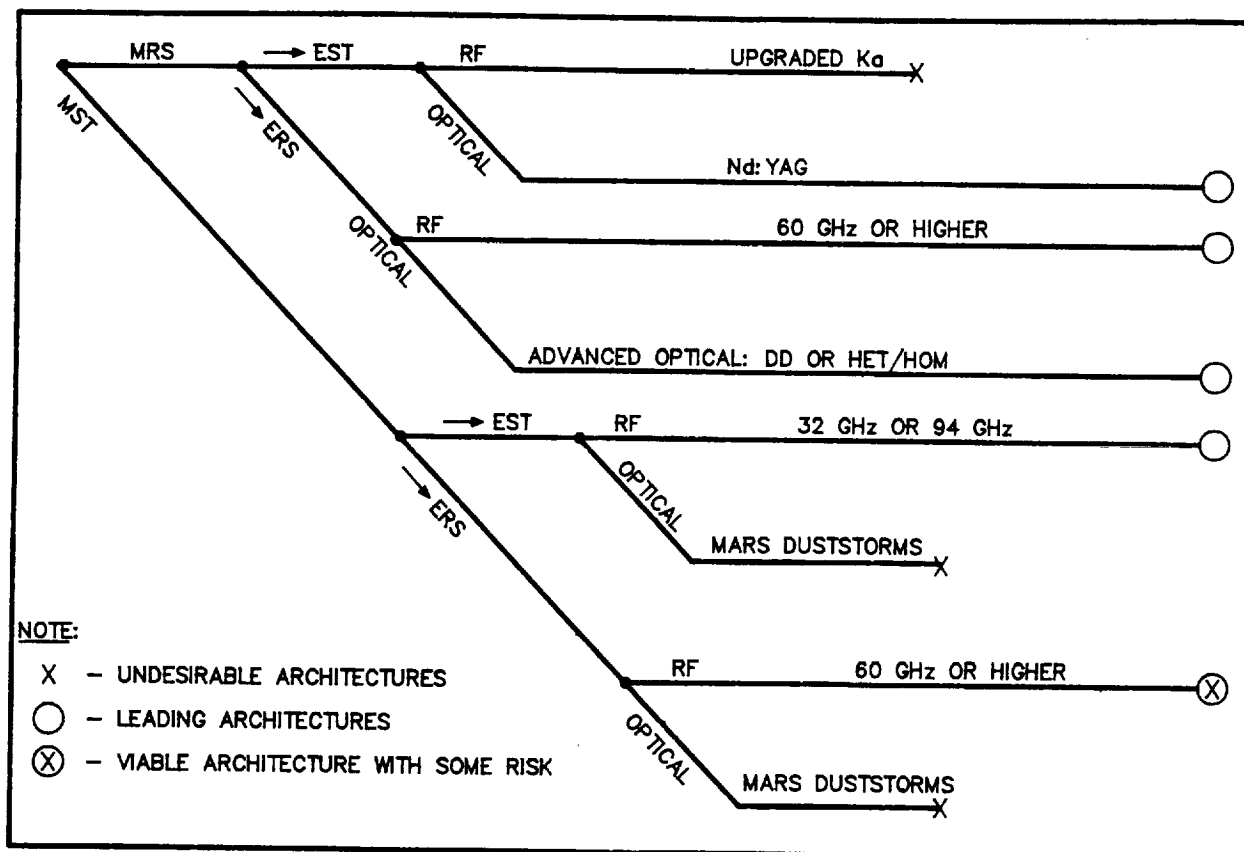 MRS
EST
RF
UPGRADED Ka
X
MST
ERS
OPTICAL
Nd: YAG
OPTICAL
RF
60 GHz OR HIGHER
ADVANCED OPTICAL: DD OR HET/HOM
EST
RF
32 GHz OR 94 GHz
ERS
OPTICAL
MARS DUSTSTORMS
X
NOTE:
X – UNDESIRABLE ARCHITECTURES
– LEADING ARCHITECTURES
X – VIABLE ARCHITECTURE WITH SOME RISK
RF
60 GHz OR HIGHER
X
OPTICAL
MARS DUSTSTORMS
X